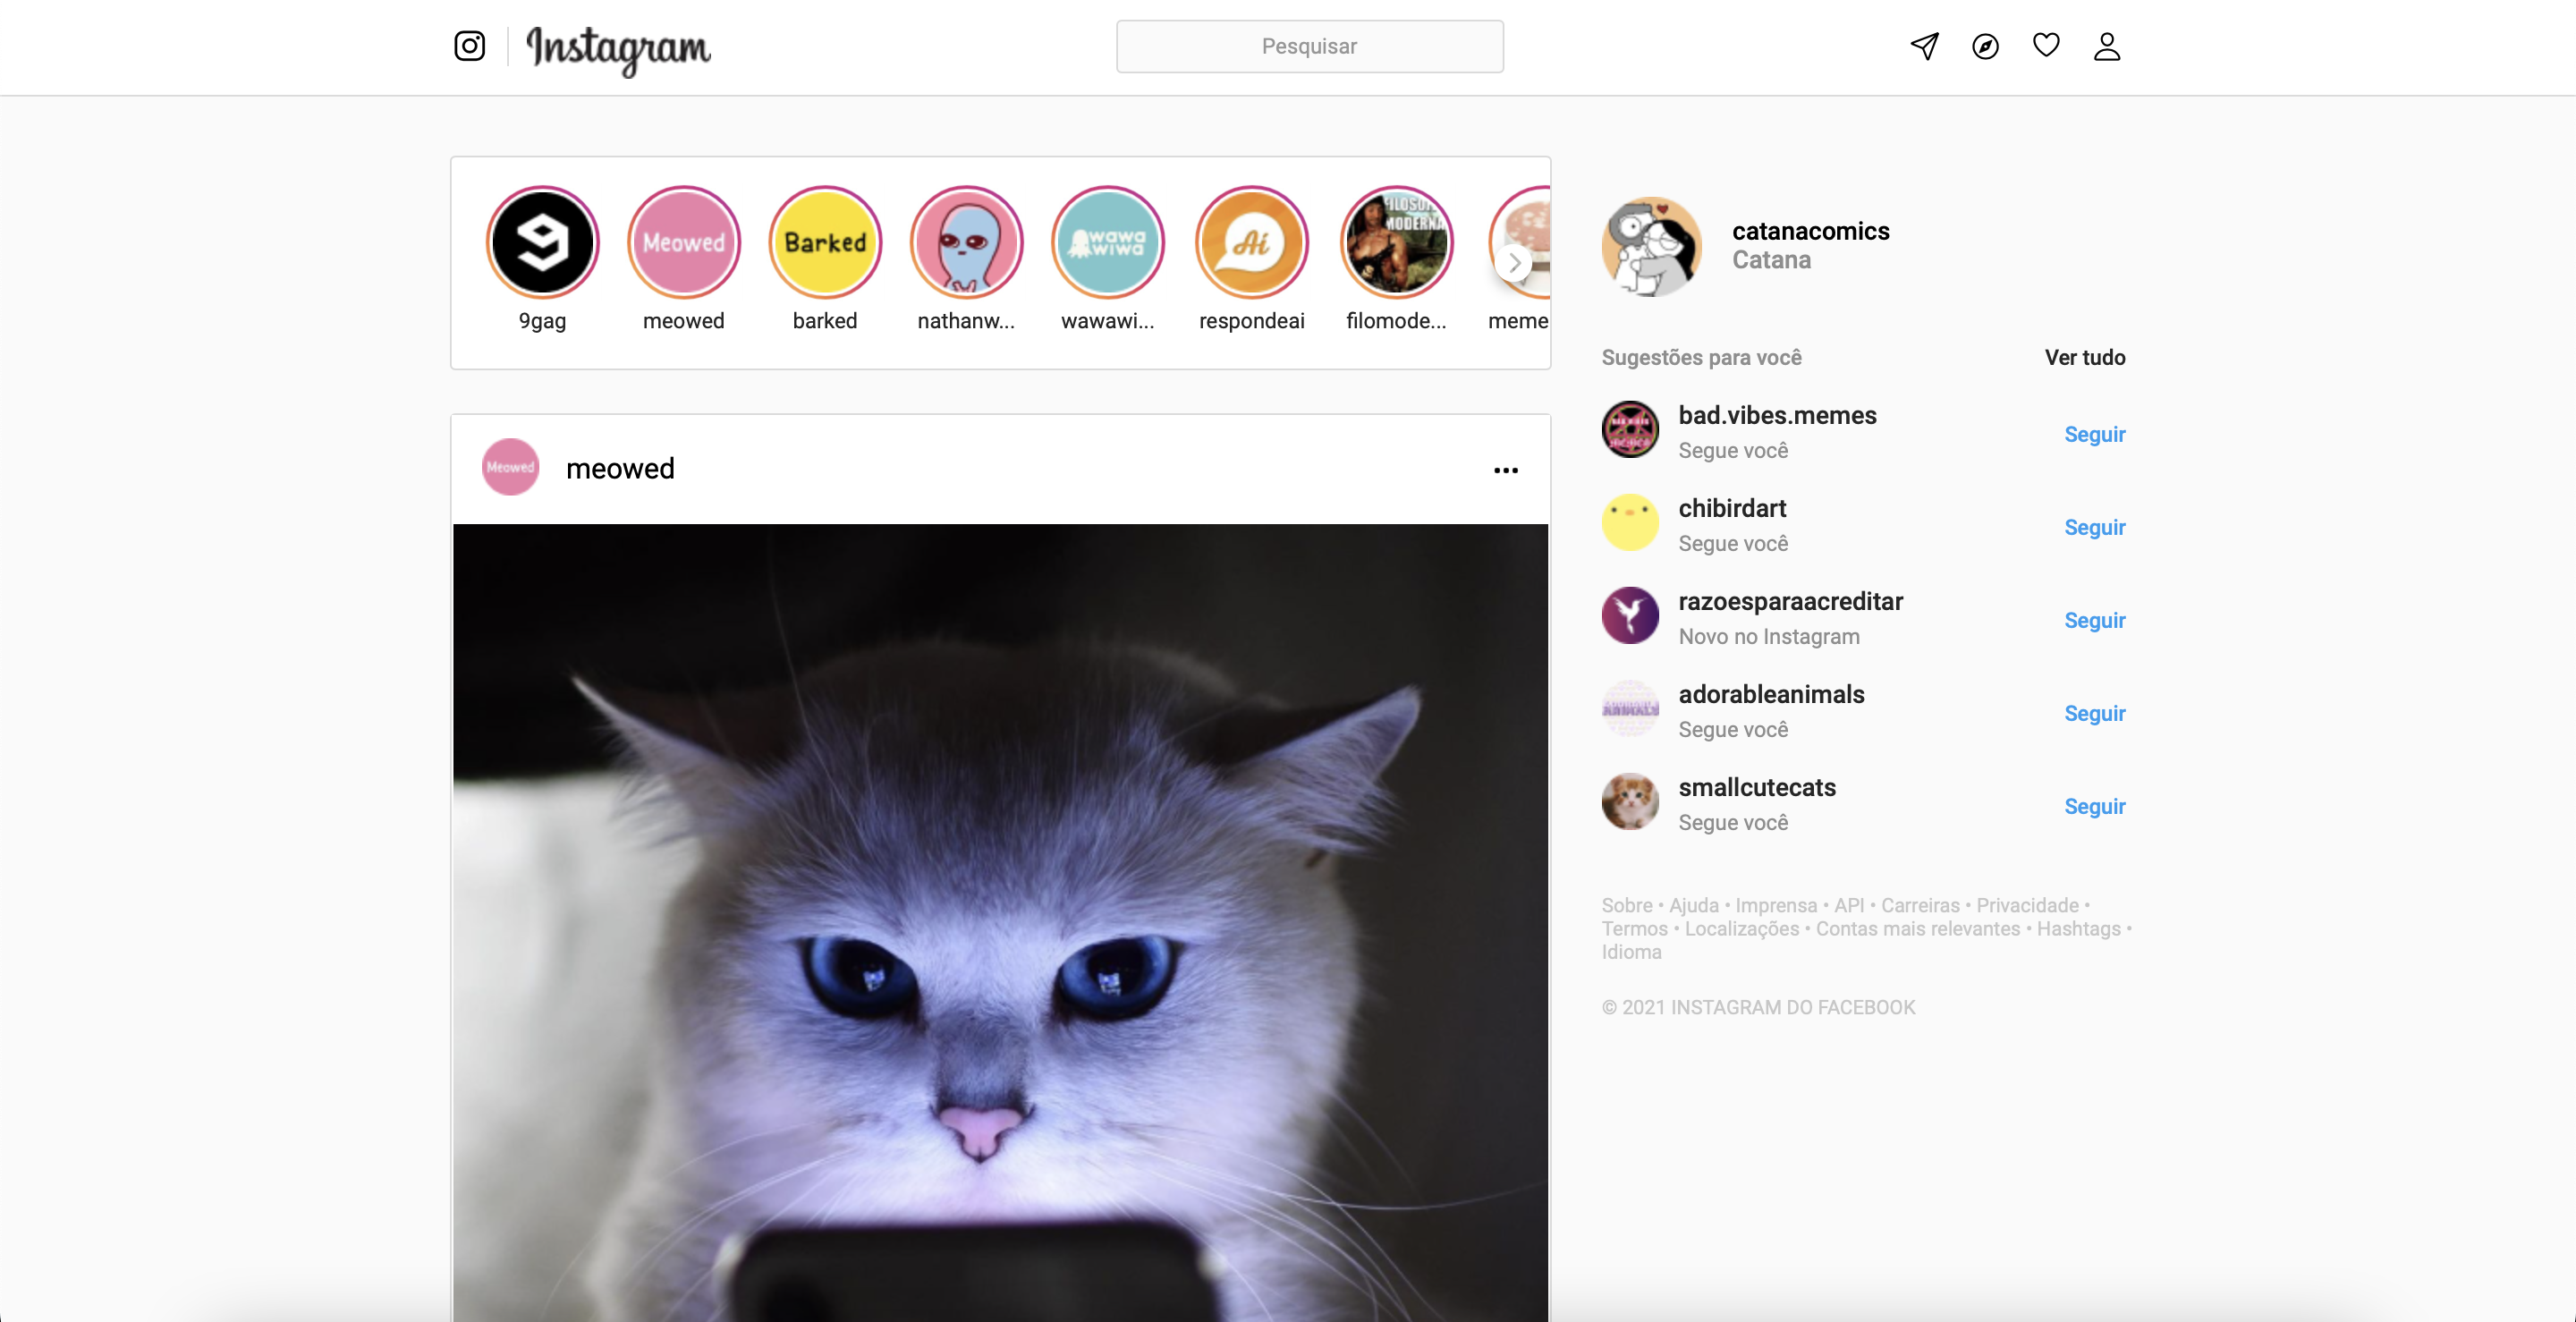 Instagram
Pesquisar
Meowed
Barked
wawa
wiwa
Ai
FILOSOFIA
MODERNA
9gag
meowed
barked
nathanw...
wawawi...
respondeai
filomode...
meme
catanacomics
Catana
Sugestões para você
Ver tudo
bad.vibes.memes
Segue você
Seguir
chibirdart
Segue você
Seguir
razoesparaacreditar
Novo no Instagram
Seguir
adorableanimals
Segue você
Seguir
smallcutecats
Segue você
Seguir
Sobre • Ajuda • Imprensa • API • Carreiras • Privacidade •
Termos • Localizações • Contas mais relevantes • Hashtags •
Idioma
© 2021 INSTAGRAM DO FACEBOOK
Meowed
meowed